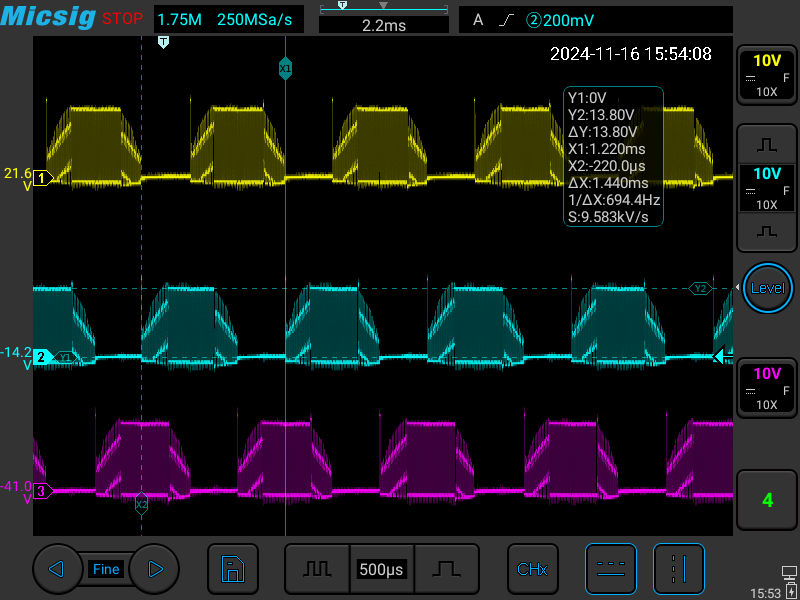 Micsig STOP 1.75M 250MSa/s T 2.2ms A ②200mV
T
2024-11-16 15:54:08
X1
10V
F
10X
Y1:0V
Y2:13.80V
ΔY:13.80V
X1:1.220ms
X2:-220.0µs
ΔX:1.440ms
1/ΔX:694.4Hz
S:9.583kV/s
21.6
V
1
10V
F
10X
Y2
Level
-14.2
V
2
Y1
10V
F
10X
-41.0
V
3
X2
4
Fine
500µs
CHx
15:53